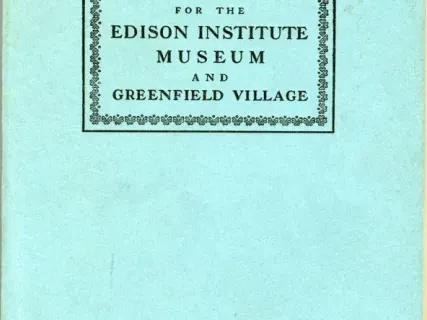 FOR THE
EDISON INSTITUTE
MUSEUM
AND
GREENFIELD VILLAGE